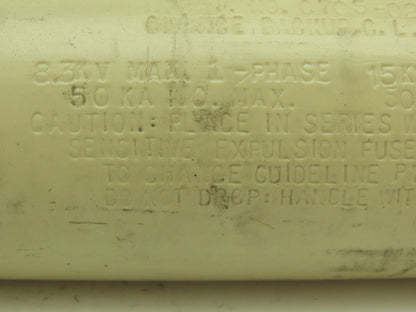 CHANGE BACKUP C.L.
8.3KV MAX. 1->PHASE 15K
50 KA I MAX. 30
CAUTION: PLACE IN SERIES
SENSITIVE EXPULSION FUSE
TO CHANGE GUIDELINE P
DO NOT DROP: HANDLE WIT